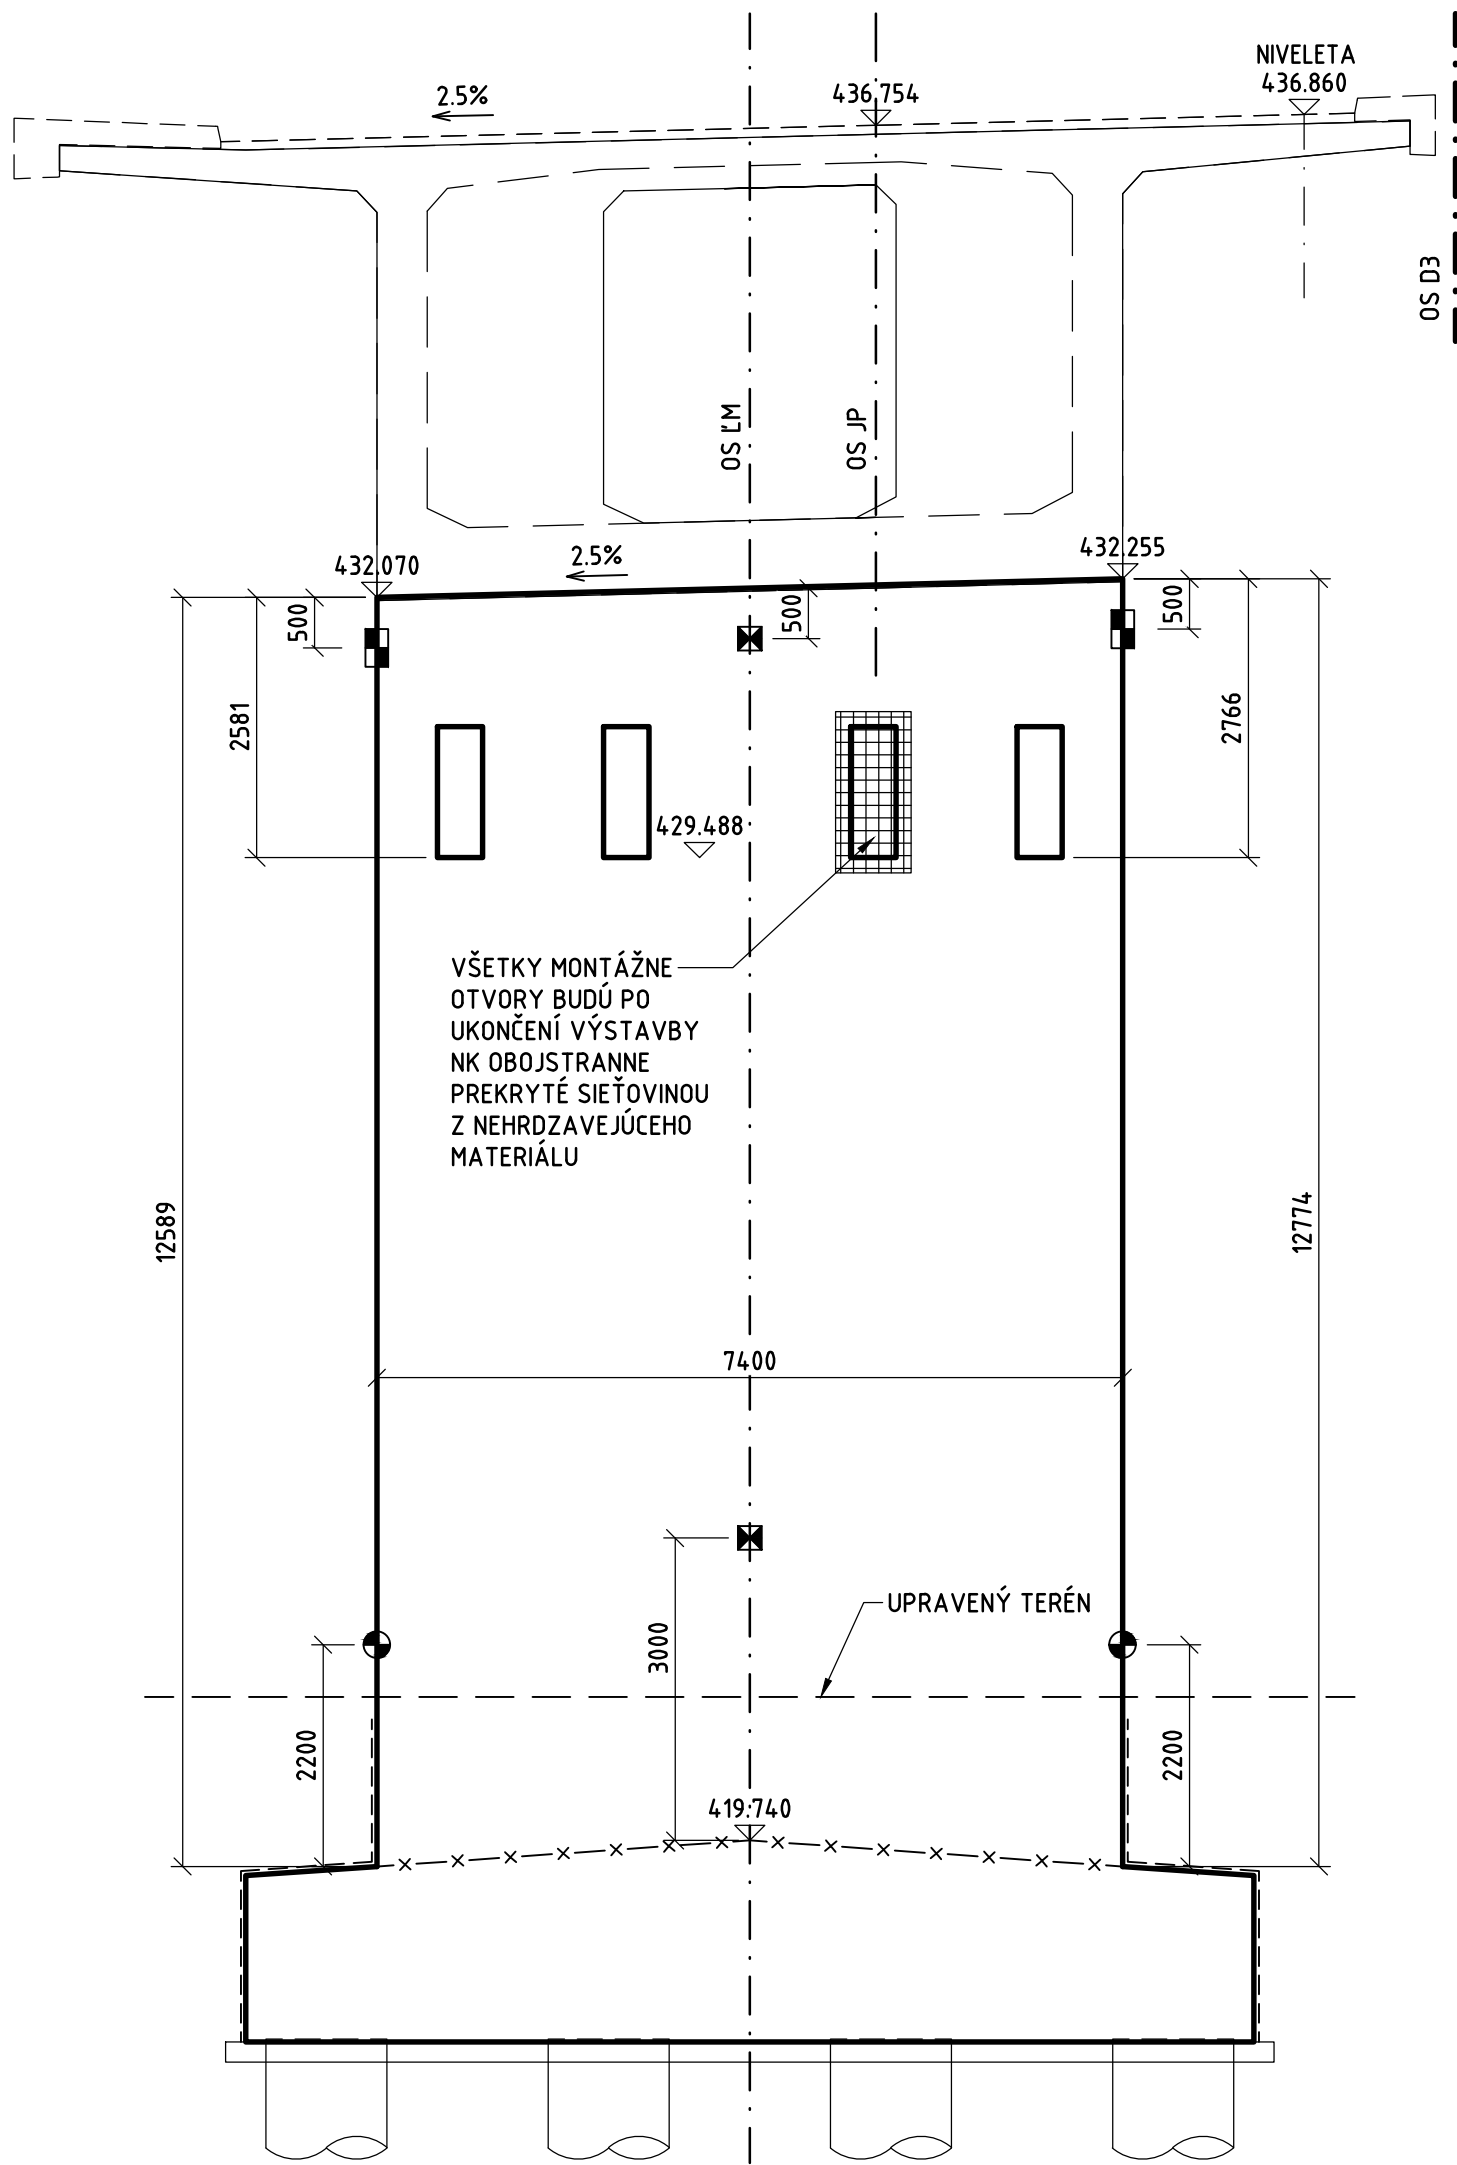 NIVELETA
436.860
436.754
2.5%
OS D3
OS ĽM
OS JP
432.070
2.5%
432.255
500
500
500
2581
2766
429.488
VŠETKY MONTÁŽNE
OTVORY BUDÚ PO
UKONČENÍ VÝSTAVBY
NK OBOJSTRANNE
PREKRYTÉ SIEŤOVINOU
Z NEHRDZAVEJÚCEHO
MATERIÁLU
12589
12774
7400
UPRAVENÝ TERÉN
3000
2200
2200
419.740